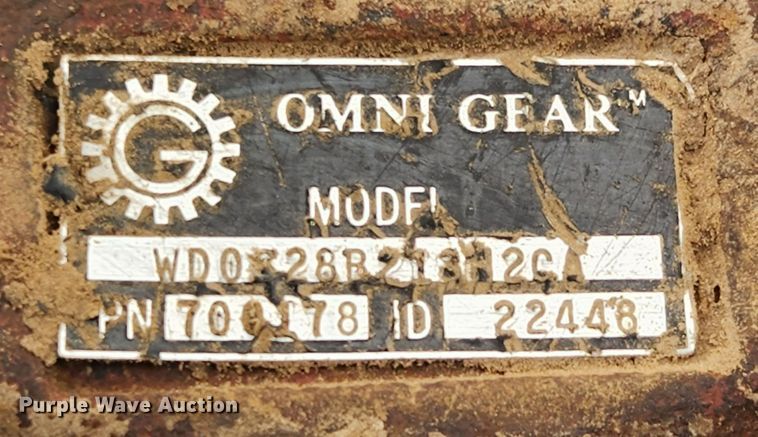 G OMNI GEAR™
MODEL
PN 700178 ID 22448
Purple Wave Auction